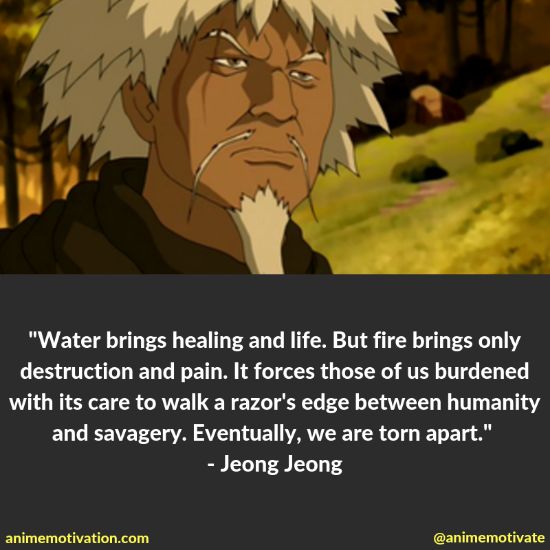 "Water brings healing and life. But fire brings only
destruction and pain. It forces those of us burdened
with its care to walk a razor's edge between humanity
and savagery. Eventually, we are torn apart."
- Jeong Jeong
animemotivation.com
@animemotivate